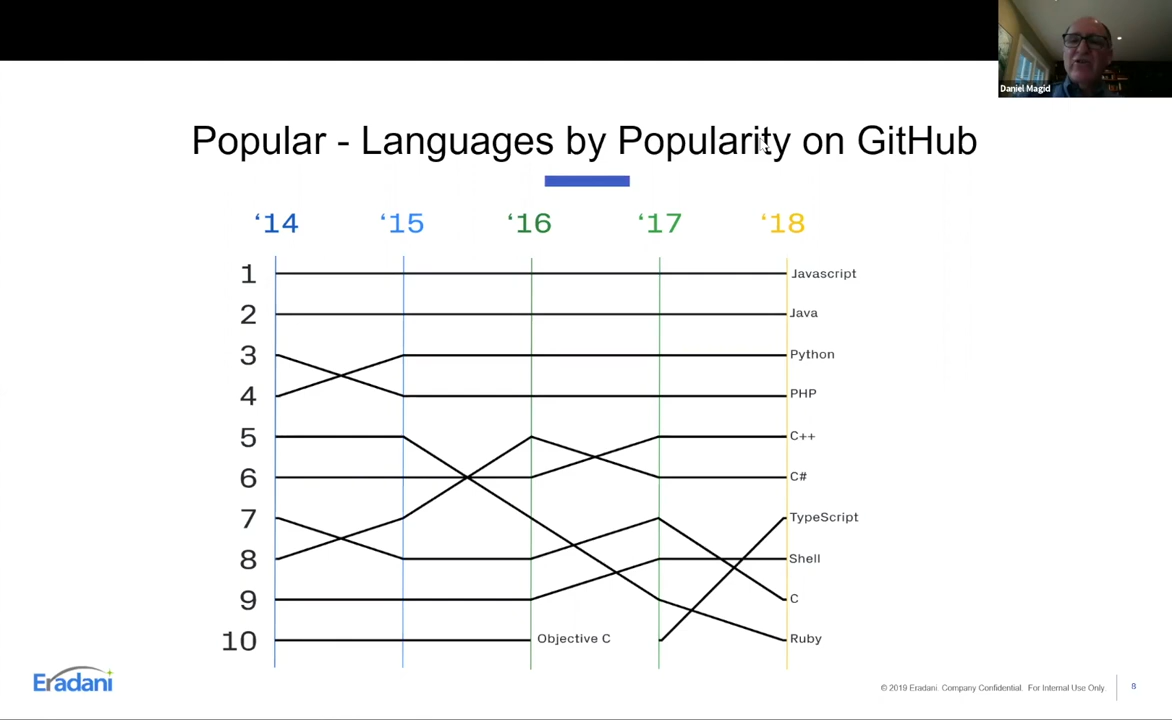 Daniel Magid
Popular - Languages by Popularity on GitHub
‘14 ‘15 ‘16 ‘17 ‘18
1 Javascript
2 Java
3 Python
4 PHP
5 C++
6 C#
7 TypeScript
8 Shell
9 C
10 Objective C Ruby
Eradani
© 2019 Eradani Company Confidential. For Internal Use Only 8